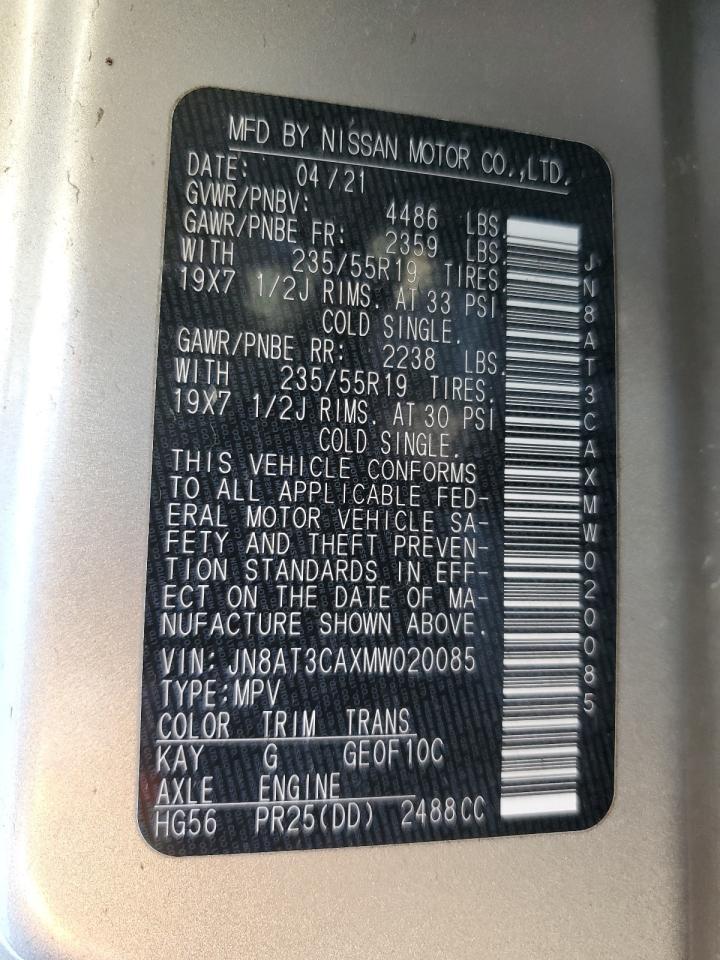 MFD BY NISSAN MOTOR CO.,LTD.
DATE: 04/21
GVWR/PNBV: 4486 LBS.
GAWR/PNBE FR: 2359 LBS.
WITH 235/55R19 TIRES.
19X7 1/2J RIMS. AT 33 PSI
COLD SINGLE.
GAWR/PNBE RR: 2238 LBS.
WITH 235/55R19 TIRES.
19X7 1/2J RIMS. AT 30 PSI
COLD SINGLE.
THIS VEHICLE CONFORMS
TO ALL APPLICABLE FED-
ERAL MOTOR VEHICLE SA-
FETY AND THEFT PREVEN-
TION STANDARDS IN EFF-
ECT ON THE DATE OF MA-
NUFACTURE SHOWN ABOVE.
VIN: JN8AT3CAXMW020085
TYPE:MPV
COLOR TRIM TRANS
KAY G GEOF10C
AXLE ENGINE
HG56 PR25(DD) 2488CC
JN8AT3CAXMW020085